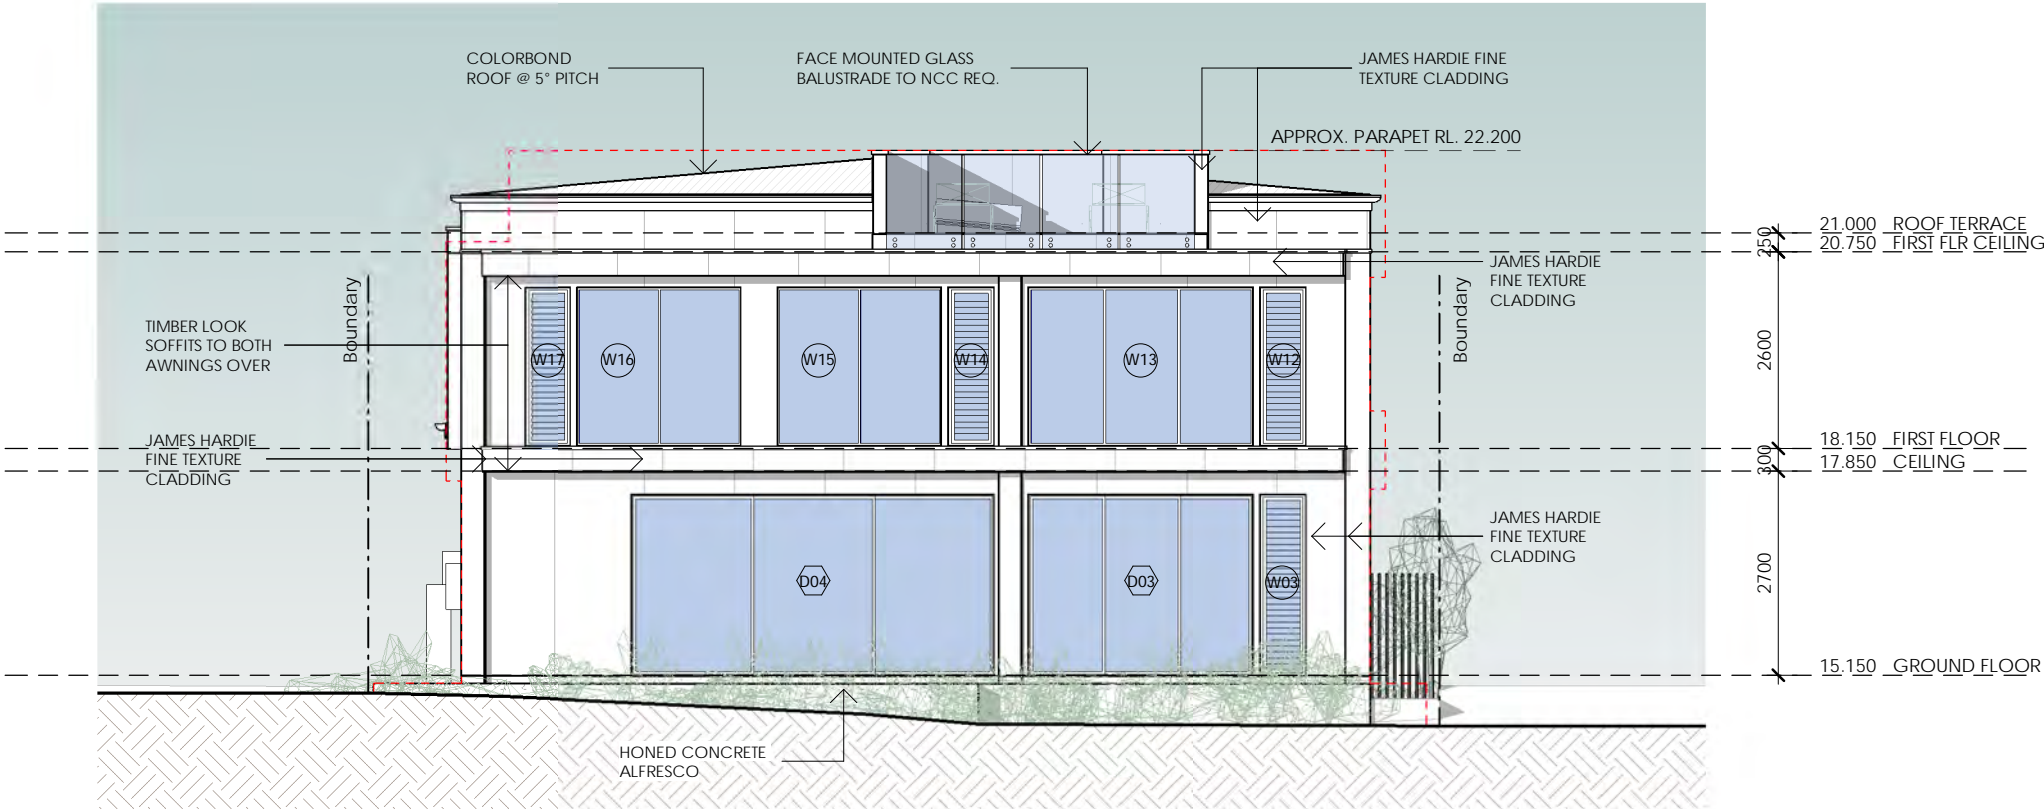 COLORBOND
ROOF @ 5° PITCH
FACE MOUNTED GLASS
BALUSTRADE TO NCC REQ.
JAMES HARDIE FINE
TEXTURE CLADDING
APPROX. PARAPET RL. 22.200
21.000 ROOF TERRACE
250
20.750 FIRST FLR CEILING
JAMES HARDIE
FINE TEXTURE
CLADDING
Boundary
Boundary
TIMBER LOOK
SOFFITS TO BOTH
AWNINGS OVER
W17
W16
W15
W14
W13
W12
2600
JAMES HARDIE
FINE TEXTURE
CLADDING
18.150 FIRST FLOOR
300
17.850 CEILING
JAMES HARDIE
FINE TEXTURE
CLADDING
D04
D03
W03
2700
15.150 GROUND FLOOR
HONED CONCRETE
ALFRESCO